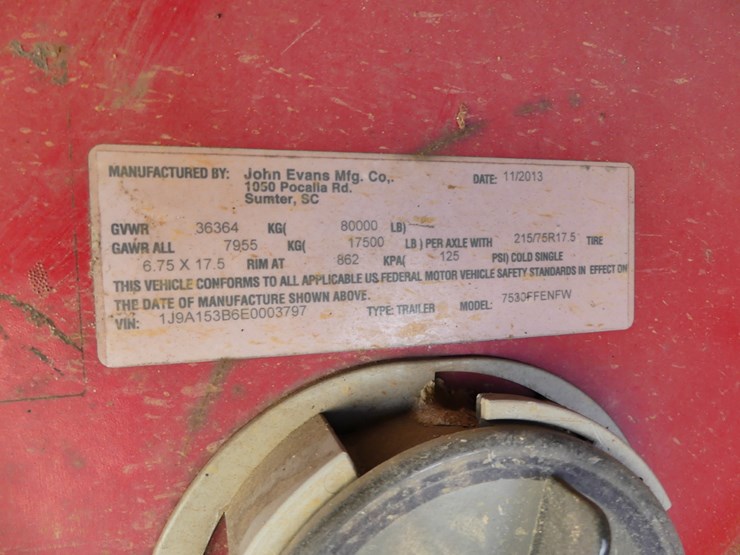 MANUFACTURED BY: John Evans Mfg. Co,. DATE: 11/2013
1050 Pocalla Rd.
Sumter, SC
GVWR 36364 KG( 80000 LB)
GAWR ALL 7955 KG( 17500 LB ) PER AXLE WITH 215/75R17.5 TIRE
6.75 X 17.5 RIM AT 862 KPA( 125 PSI) COLD SINGLE
THIS VEHICLE CONFORMS TO ALL APPLICABLE US FEDERAL MOTOR VEHICLE SAFETY STANDARDS IN EFFECT ON
THE DATE OF MANUFACTURE SHOWN ABOVE.
VIN: 1J9A153B6E0003797 TYPE: TRAILER MODEL: